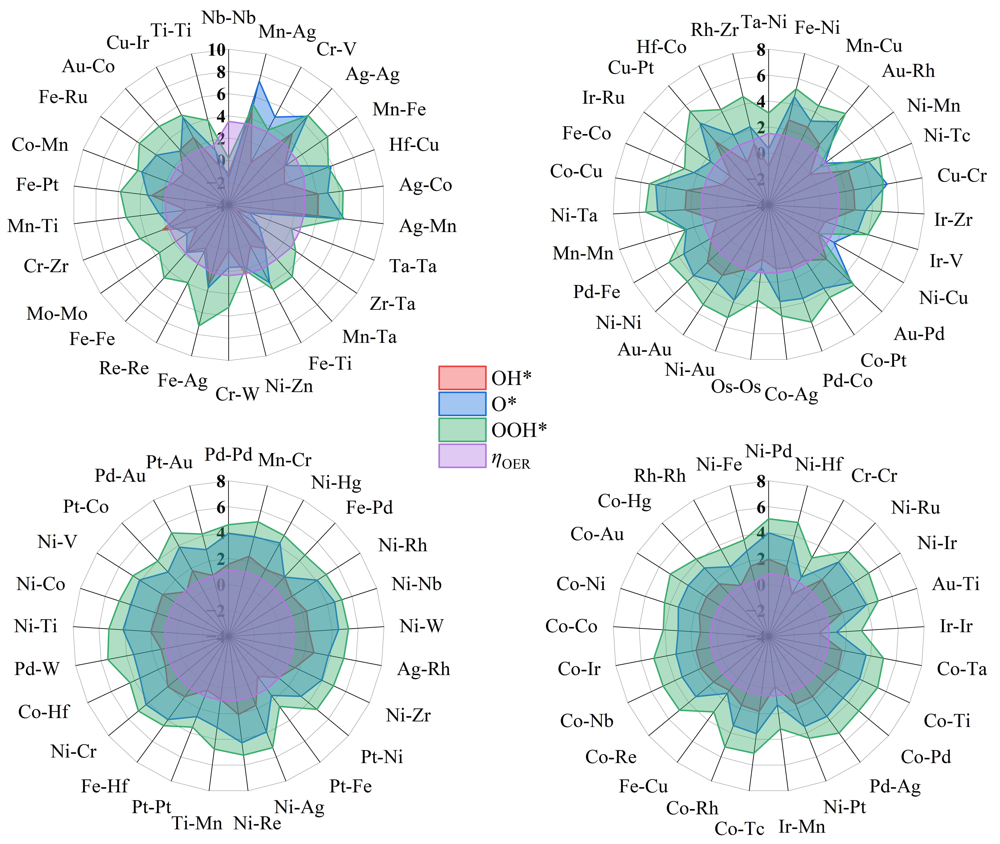 Nb-Nb
Mn-Ag
Cr-V
Ag-Ag
Mn-Fe
Hf-Cu
Ag-Co
Ag-Mn
Ta-Ta
Zr-Ta
Mn-Ta
Fe-Ti
Ni-Zn
Cr-W
Fe-Ag
Re-Re
Fe-Fe
Mo-Mo
Cr-Zr
Mn-Ti
Fe-Pt
Co-Mn
Fe-Ru
Au-Co
Cu-Ir
Ti-Ti
10
8
6
4
2
0
−2
−4
Ta-Ni
Fe-Ni
Mn-Cu
Au-Rh
Ni-Mn
Ni-Tc
Cu-Cr
Ir-Zr
Ir-V
Ni-Cu
Au-Pd
Co-Pt
Pd-Co
Co-Ag
Os-Os
Ni-Au
Au-Au
Ni-Ni
Pd-Fe
Mn-Mn
Ni-Ta
Co-Cu
Fe-Co
Ir-Ru
Cu-Pt
Hf-Co
Rh-Zr
8
6
4
2
0
−2
−4
OH*
O*
OOH*
ηOER
Pd-Pd
Mn-Cr
Ni-Hg
Fe-Pd
Ni-Rh
Ni-Nb
Ni-W
Ag-Rh
Ni-Zr
Pt-Ni
Pt-Fe
Ni-Ag
Ni-Re
Ti-Mn
Pt-Pt
Fe-Hf
Ni-Cr
Co-Hf
Pd-W
Ni-Ti
Ni-Co
Ni-V
Pt-Co
Pd-Au
Pt-Au
8
6
4
2
0
−2
−4
Ni-Pd
Ni-Hf
Cr-Cr
Ni-Ru
Ni-Ir
Au-Ti
Ir-Ir
Co-Ta
Co-Ti
Co-Pd
Pd-Ag
Ni-Pt
Ir-Mn
Co-Tc
Co-Rh
Fe-Cu
Co-Re
Co-Nb
Co-Ir
Co-Co
Co-Ni
Co-Au
Co-Hg
Rh-Rh
Ni-Fe
8
6
4
2
0
−2
−4